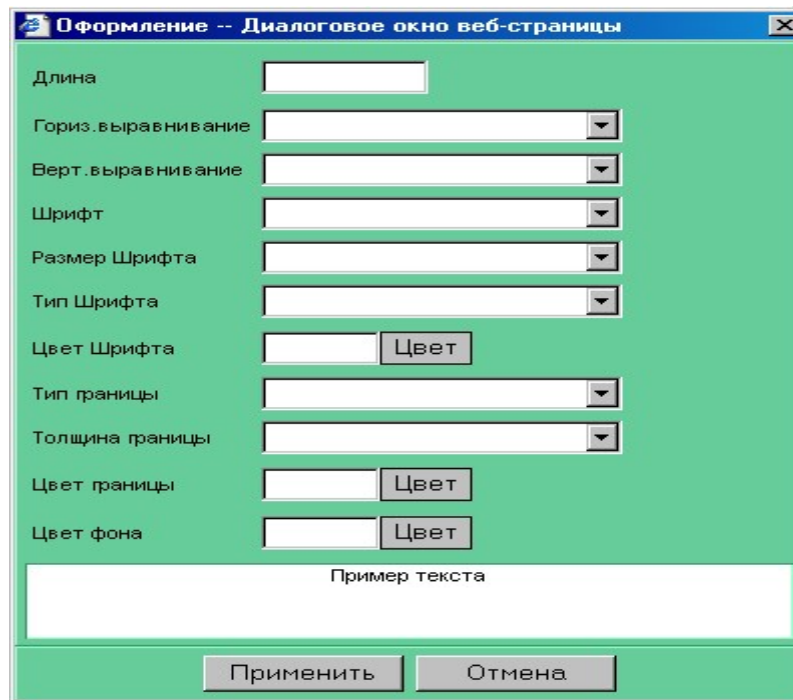 Оформление -- Диалоговое окно веб-страницы
Длина
Гориз.выравнивание
Верт.выравнивание
Шрифт
Размер Шрифта
Тип Шрифта
Цвет Шрифта Цвет
Тип границы
Толщина границы
Цвет границы Цвет
Цвет фона Цвет
Пример текста
Применить Отмена